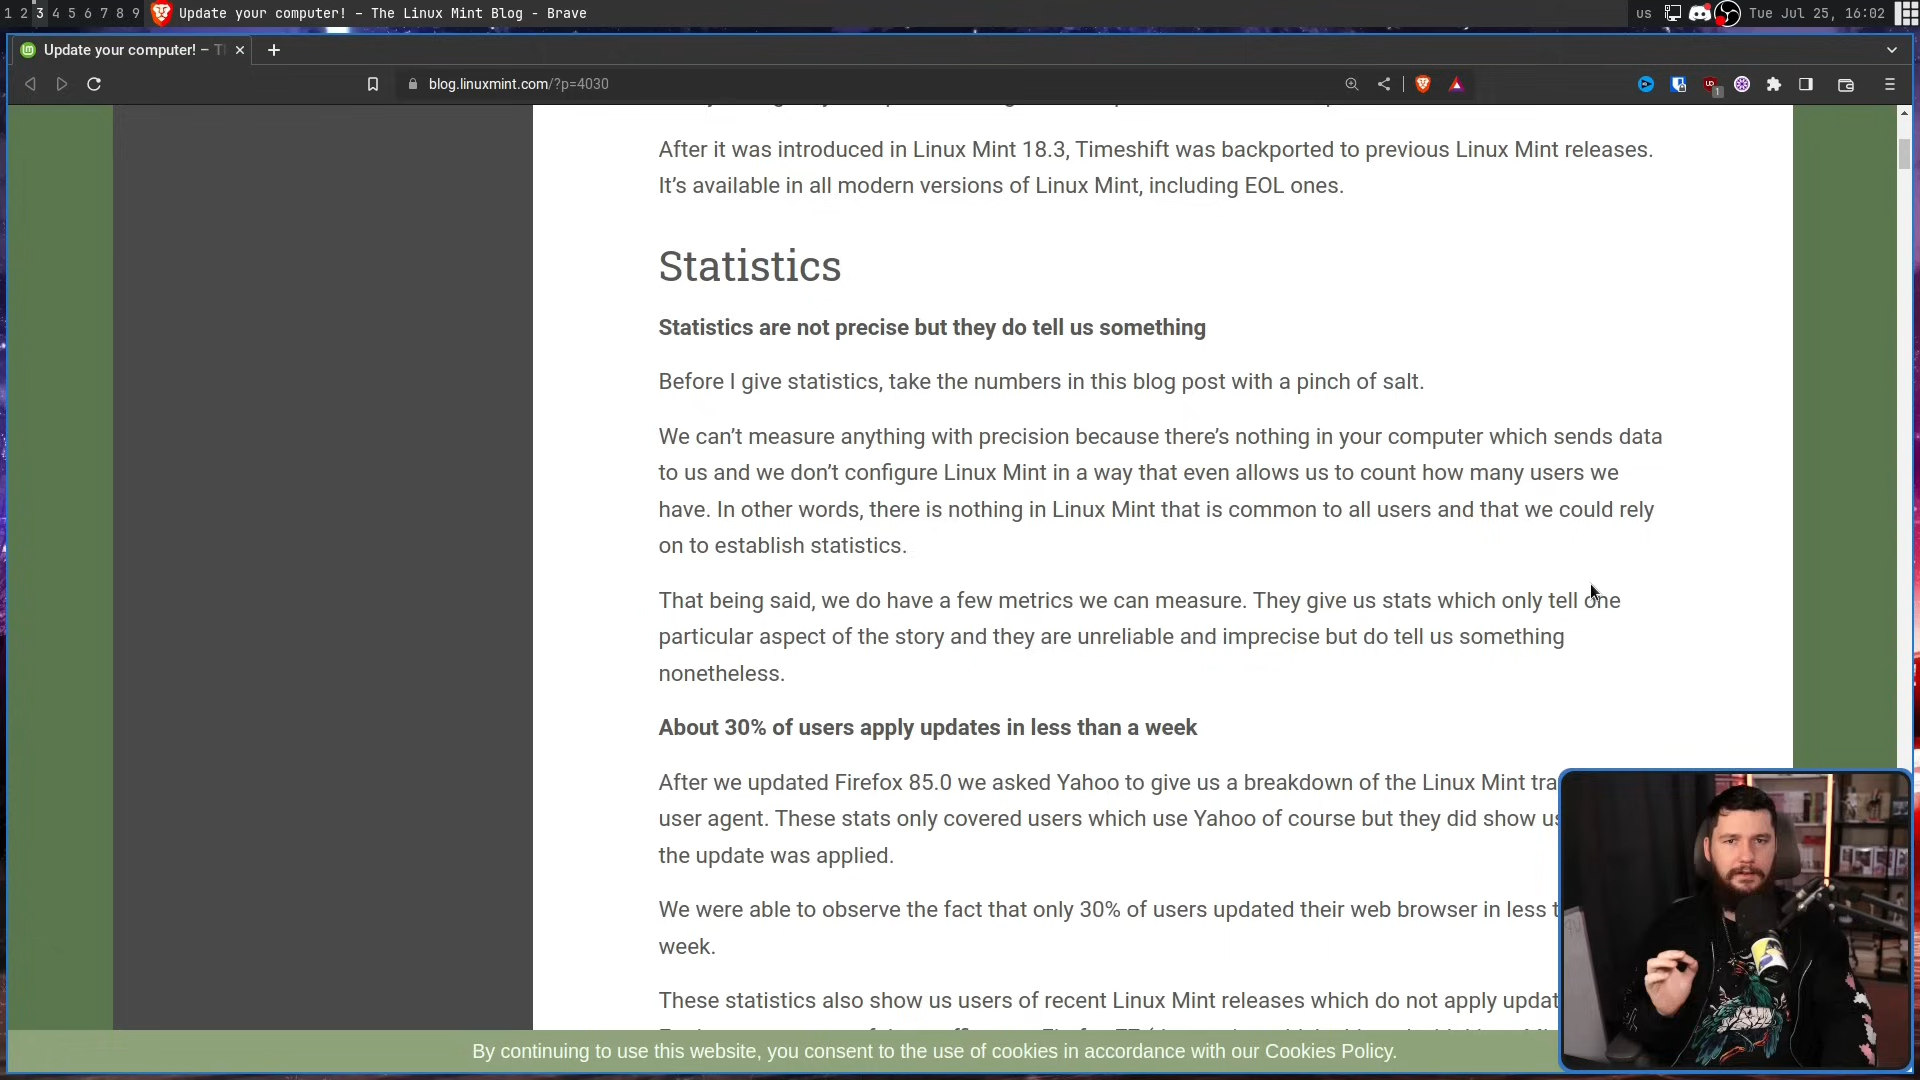 1 2 3 4 5 6 7 8 9 Update your computer! – The Linux Mint Blog - Brave us Tue Jul 25, 16:02
Update your computer! – T
blog.linuxmint.com/?p=4030
After it was introduced in Linux Mint 18.3, Timeshift was backported to previous Linux Mint releases.
It’s available in all modern versions of Linux Mint, including EOL ones.
Statistics
Statistics are not precise but they do tell us something
Before I give statistics, take the numbers in this blog post with a pinch of salt.
We can’t measure anything with precision because there’s nothing in your computer which sends data
to us and we don’t configure Linux Mint in a way that even allows us to count how many users we
have. In other words, there is nothing in Linux Mint that is common to all users and that we could rely
on to establish statistics.
That being said, we do have a few metrics we can measure. They give us stats which only tell one
particular aspect of the story and they are unreliable and imprecise but do tell us something
nonetheless.
About 30% of users apply updates in less than a week
After we updated Firefox 85.0 we asked Yahoo to give us a breakdown of the Linux Mint tra
user agent. These stats only covered users which use Yahoo of course but they did show us
the update was applied.
We were able to observe the fact that only 30% of users updated their web browser in less t
week.
These statistics also show us users of recent Linux Mint releases which do not apply updat
By continuing to use this website, you consent to the use of cookies in accordance with our Cookies Policy.